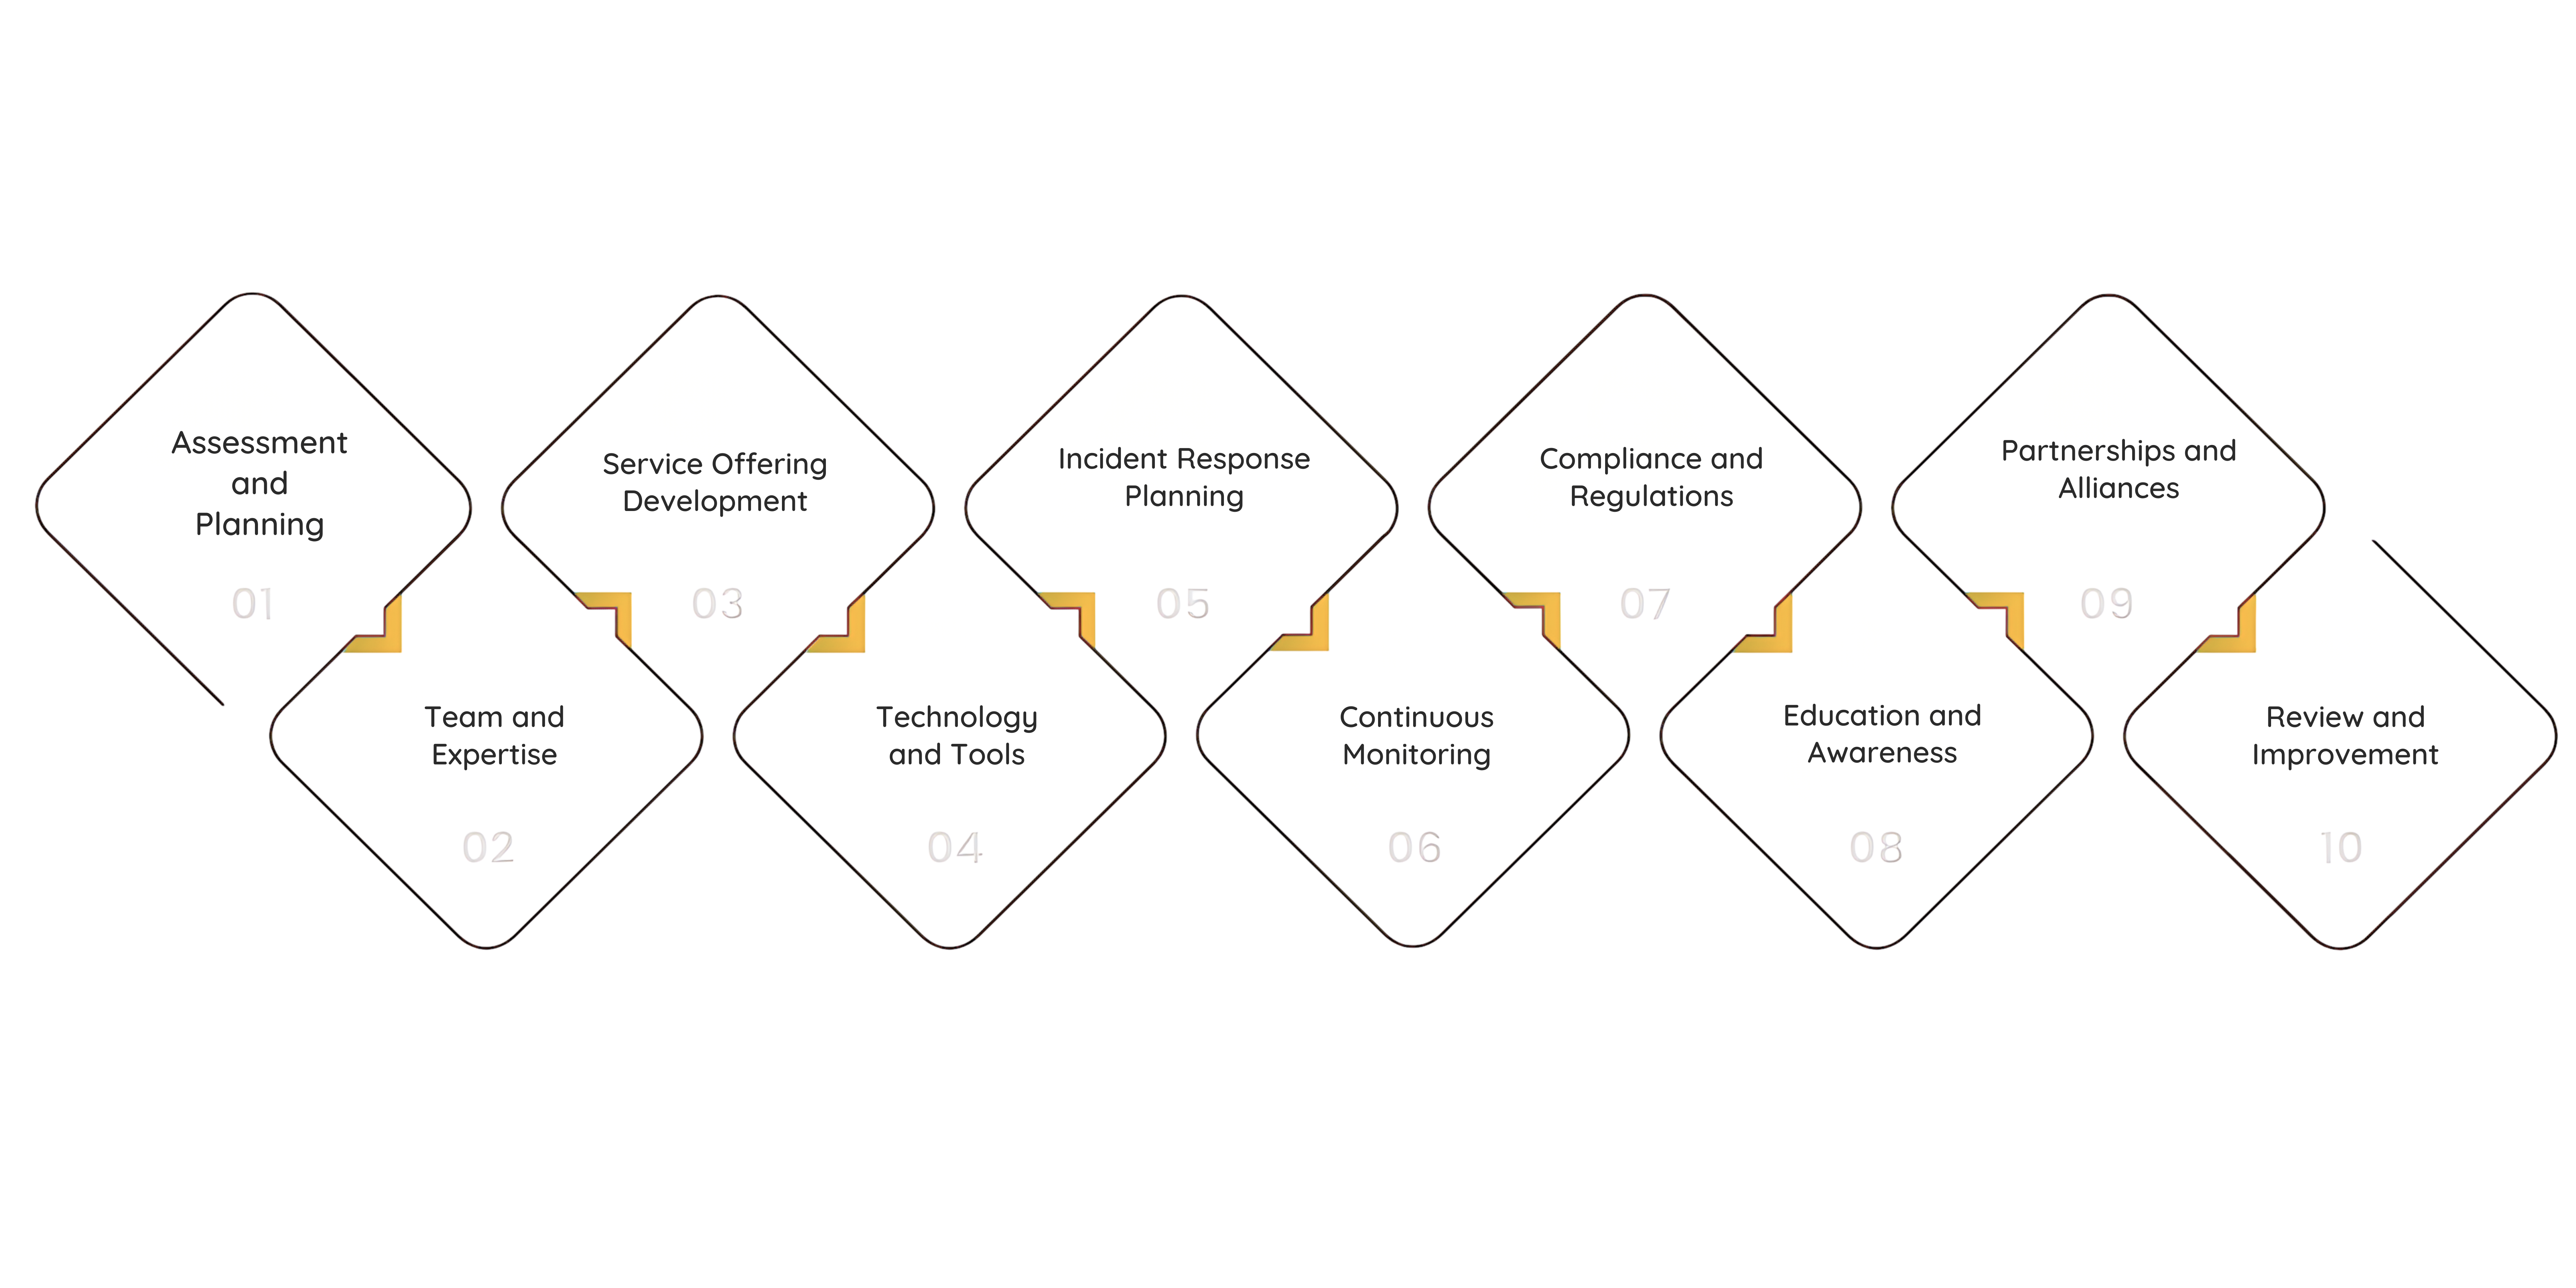 Assessment
and
Planning
01
Team and
Expertise
02
Service Offering
Development
03
Technology
and Tools
04
Incident Response
Planning
05
Continuous
Monitoring
06
Compliance and
Regulations
07
Education and
Awareness
08
Partnerships and
Alliances
09
Review and
Improvement
10